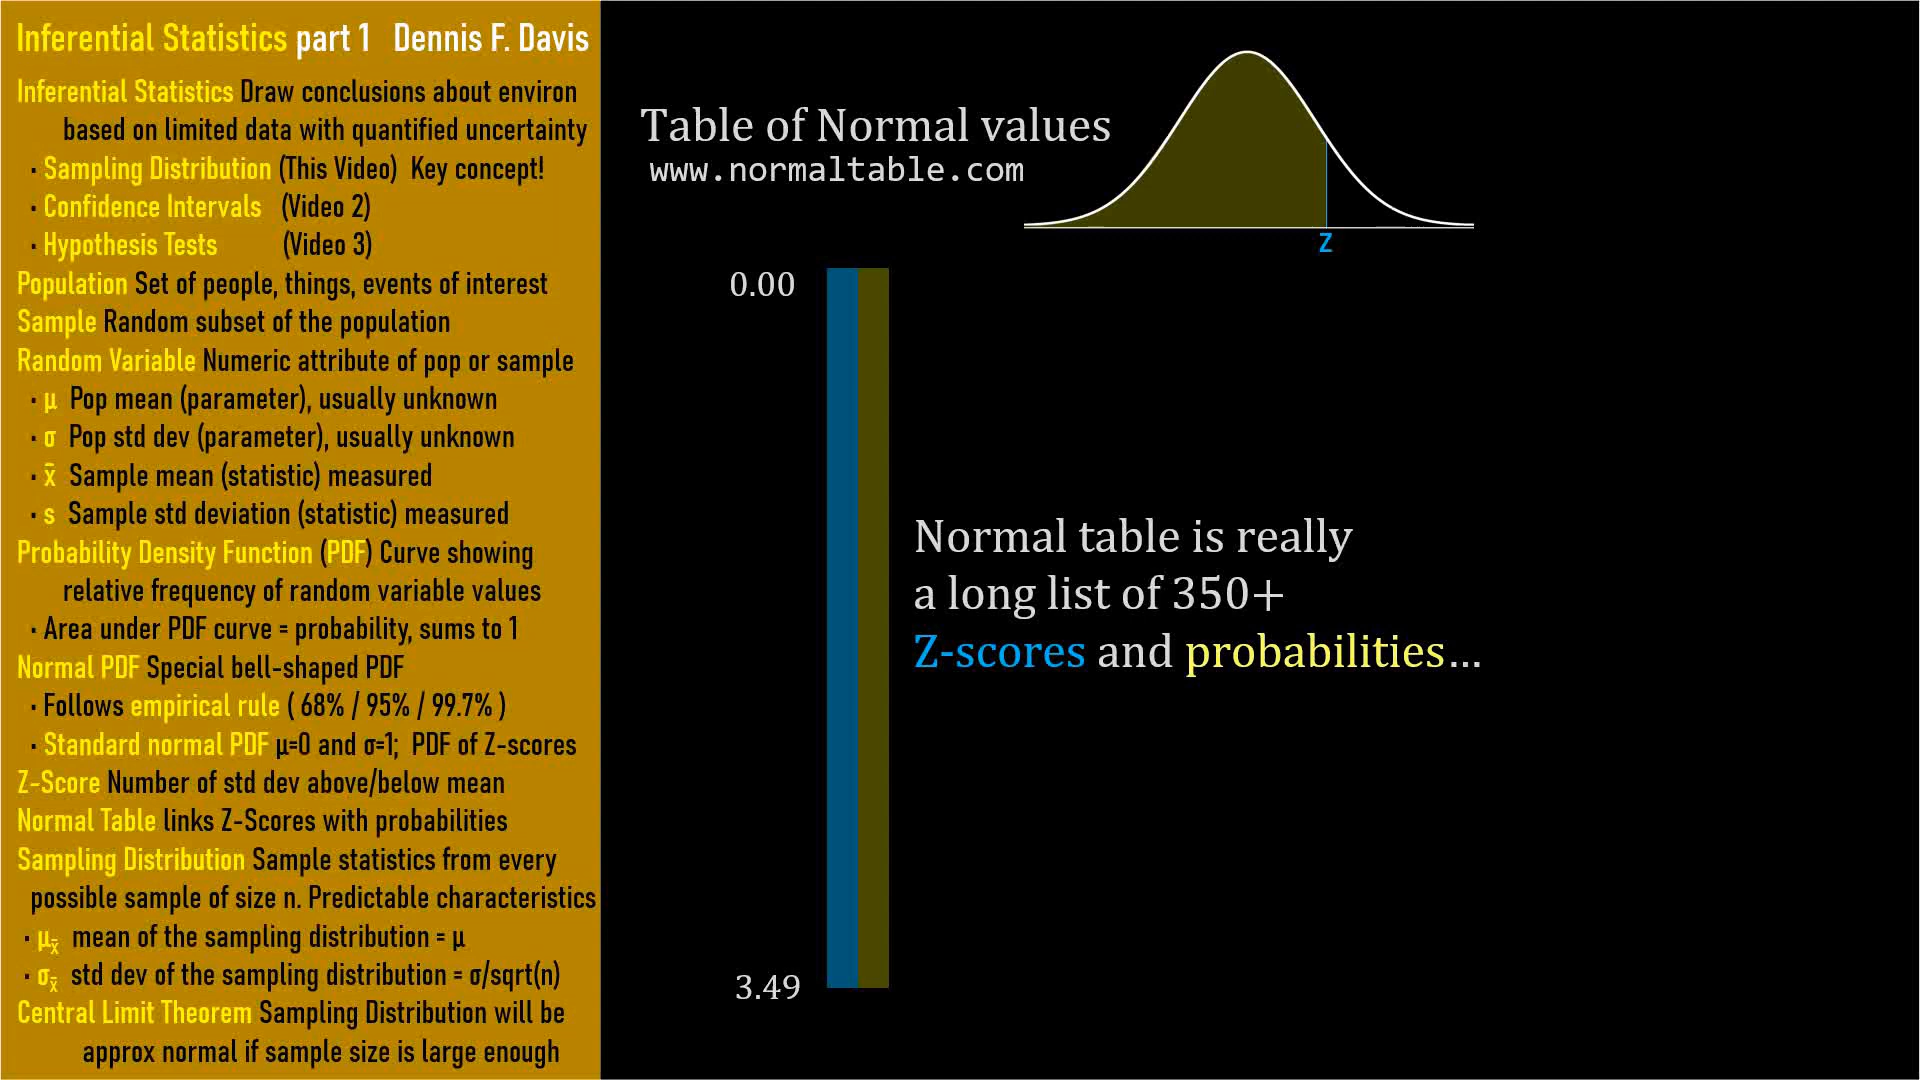 Inferential Statistics part 1 Dennis F. Davis
Inferential Statistics Draw conclusions about environ
based on limited data with quantified uncertainty
· Sampling Distribution (This Video) Key concept!
· Confidence Intervals (Video 2)
· Hypothesis Tests (Video 3)
Population Set of people, things, events of interest
Sample Random subset of the population
Random Variable Numeric attribute of pop or sample
· μ Pop mean (parameter), usually unknown
· σ Pop std dev (parameter), usually unknown
· x̄ Sample mean (statistic) measured
· s Sample std deviation (statistic) measured
Probability Density Function (PDF) Curve showing
relative frequency of random variable values
· Area under PDF curve = probability, sums to 1
Normal PDF Special bell-shaped PDF
· Follows empirical rule ( 68% / 95% / 99.7% )
· Standard normal PDF μ=0 and σ=1; PDF of Z-scores
Z-Score Number of std dev above/below mean
Normal Table links Z-Scores with probabilities
Sampling Distribution Sample statistics from every
possible sample of size n. Predictable characteristics
· μx̄ mean of the sampling distribution = μ
· σx̄ std dev of the sampling distribution = σ/sqrt(n)
Central Limit Theorem Sampling Distribution will be
approx normal if sample size is large enough
Table of Normal values
www.normaltable.com
Z
0.00
Normal table is really
a long list of 350+
Z-scores and probabilities...
3.49